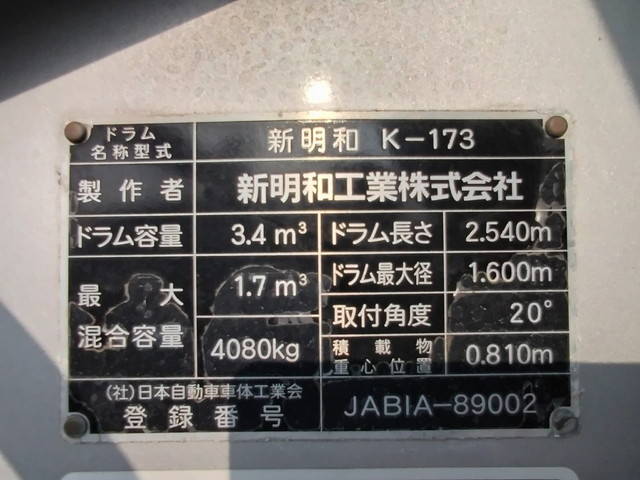 ドラム
名称型式
新明和 K-173
製作者
新明和工業株式会社
ドラム容量
3.4 m³
ドラム長さ
2.540m
最大
混合容量
1.7 m³
4080kg
ドラム最大径
1.600m
取付角度
20°
積載物
重心位置
0.810m
(社)日本自動車車体工業会
登録番号
JABIA-89002